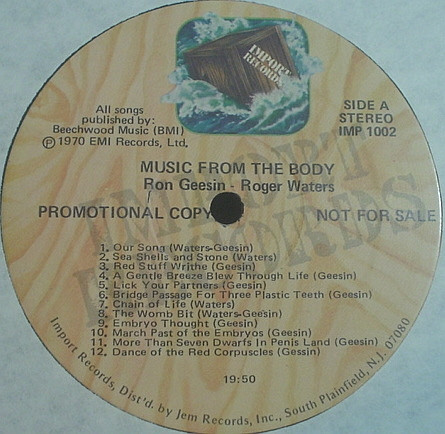 IMPORT
RECORDS
All songs
published by:
Beechwood Music (BMI)
Ⓟ 1970 EMI Records, Ltd.
SIDE A
STEREO
IMP 1002
MUSIC FROM THE BODY
Ron Geesin - Roger Waters
PROMOTIONAL COPY
NOT FOR SALE
IMPORT
RECORDS
1. Our Song (Waters-Geesin)
2. Sea Shells and Stone (Waters)
3. Red Stuff Writhe (Geesin)
4. A Gentle Breeze Blew Through Life (Geesin)
5. Lick Your Partners (Geesin)
6. Bridge Passage For Three Plastic Teeth (Geesin)
7. Chain of Life (Waters)
8. The Womb Bit (Waters-Geesin)
9. Embryo Thought (Geesin)
10. March Past of the Embryos (Geesin)
11. More Than Seven Dwarfs In Penis Land (Geesin)
12. Dance of the Red Corpuscles (Gessin)
19:50
Import Records, Dist'd. by Jem Records, Inc., South Plainfield, N.J. 07080